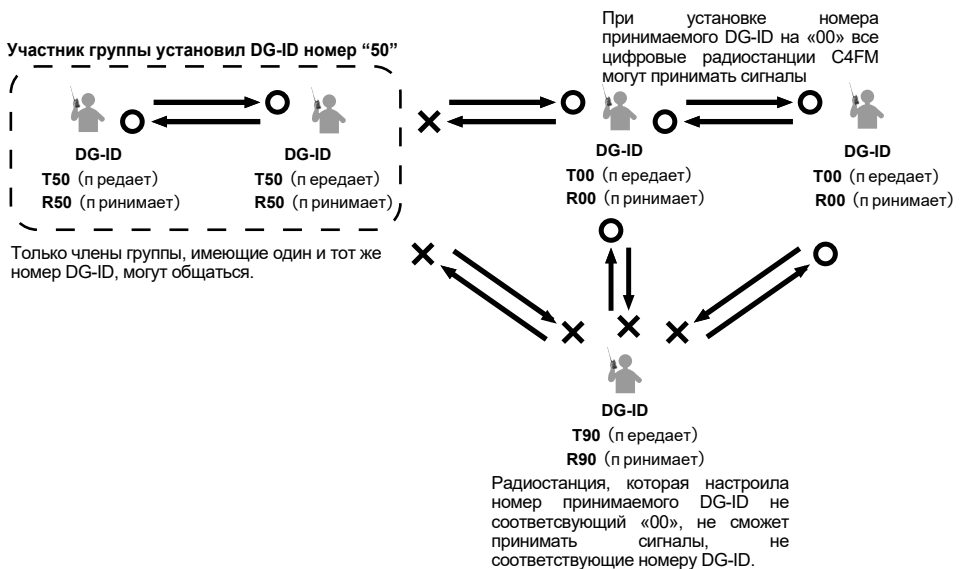 Участник группы установил DG-ID номер “50”
DG-ID
T50（п редает）
R50（п ринимает）
DG-ID
T50（п ередает）
R50（п ринимает）
Только члены группы, имеющие один и тот же
номер DG-ID, могут общаться.
При установке номера
принимаемого DG-ID на «00» все
цифровые радиостанции C4FM
могут принимать сигналы
DG-ID
T00（п ередает）
R00（п ринимает）
DG-ID
T00（п ередает）
R00（п ринимает）
DG-ID
T90（п ередает）
R90（п ринимает）
Радиостанция, которая настроила
номер принимаемого DG-ID не
соответсвующий «00», не сможет
принимать сигналы, не
соответствующие номеру DG-ID.